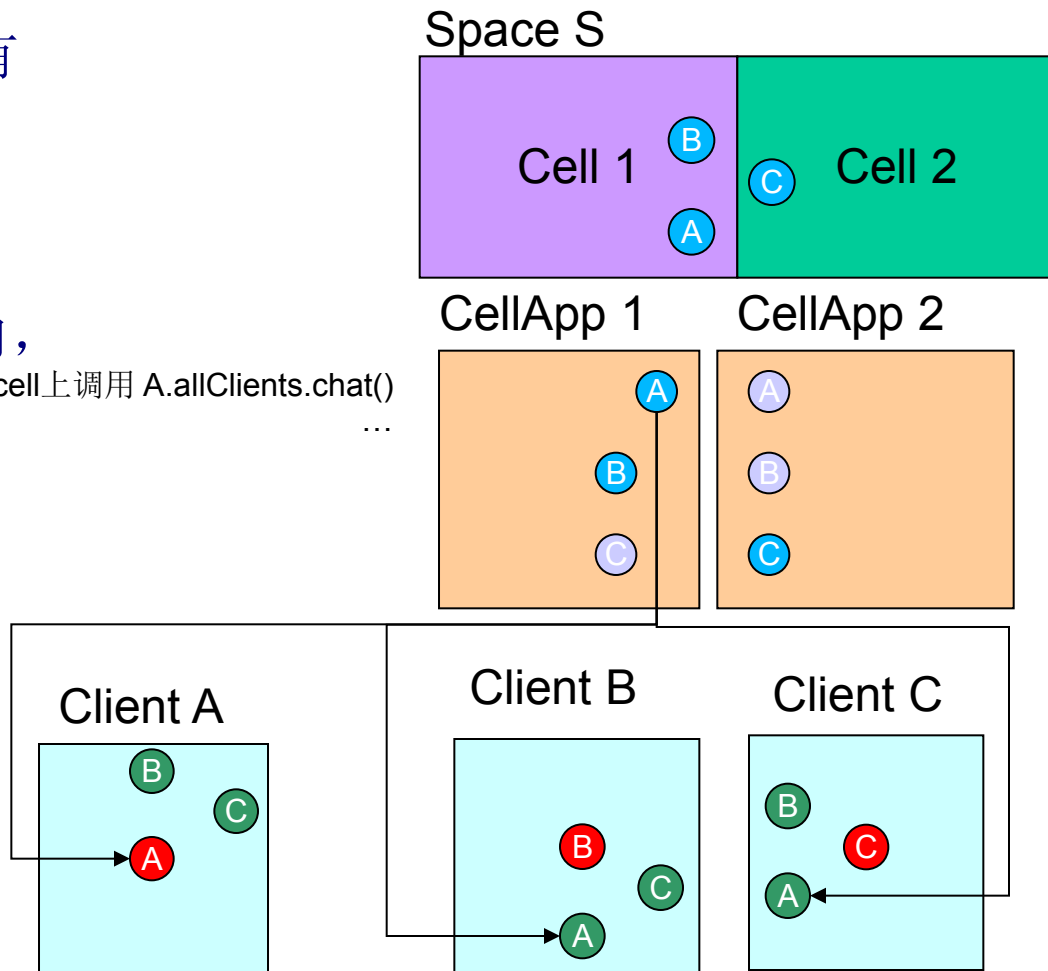 Space S
B
Cell 1
C
Cell 2
A
CellApp 1
CellApp 2
cell上调用 A.allClients.chat()
…
A
A
B
B
C
C
Client A
Client B
Client C
B
C
A
B
C
A
B
C
A